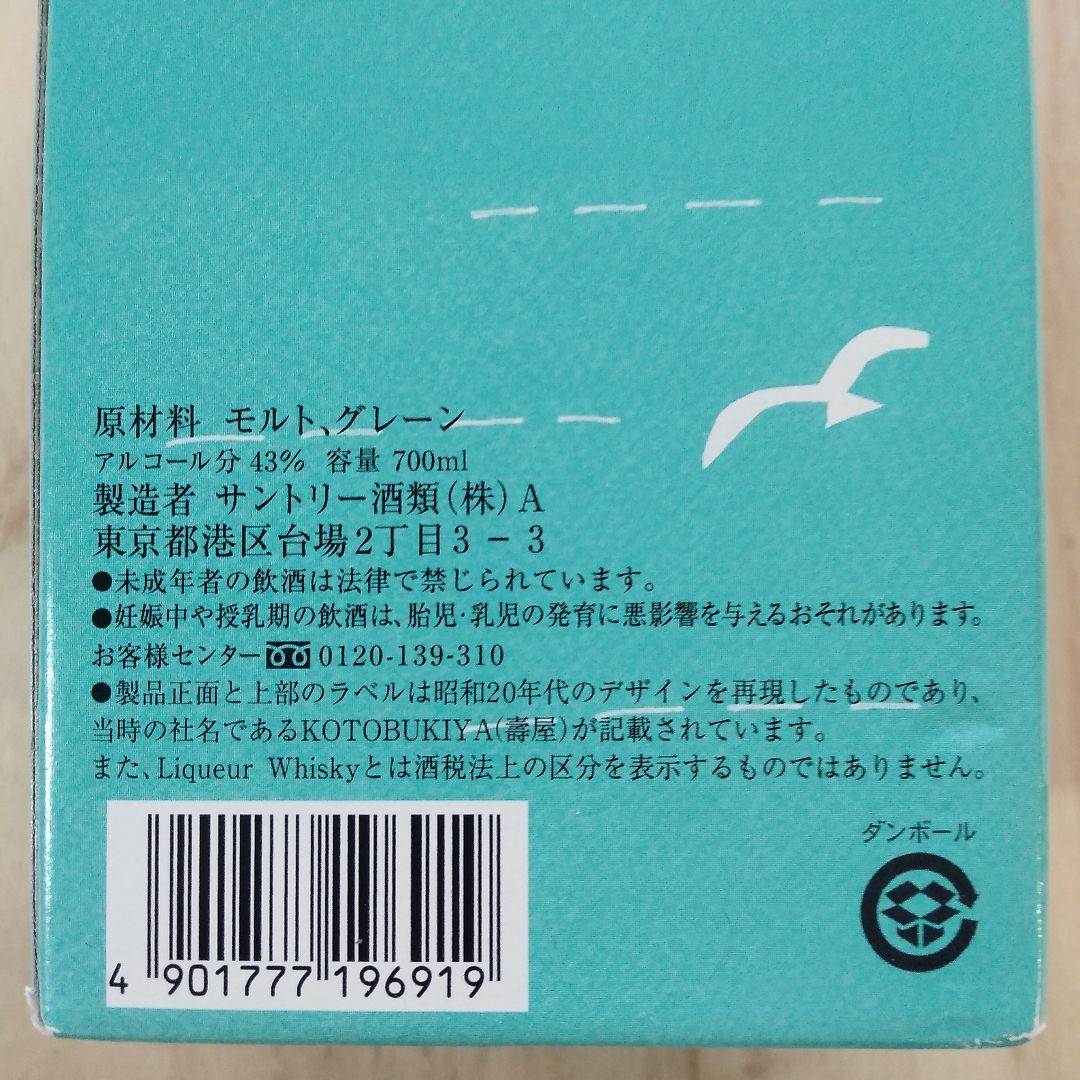 原材料 モルト、グレーン
アルコール分 43% 容量 700ml
製造者 サントリー酒類(株)A
東京都港区台場2丁目3-3
●未成年者の飲酒は法律で禁じられています。
●妊娠中や授乳期の飲酒は、胎児・乳児の発育に悪影響を与えるおそれがあります。
お客様センター 0120-139-310
●製品正面と上部のラベルは昭和20年代のデザインを再現したものであり、
当時の社名であるKOTOBUKIYA(壽屋)が記載されています。
また、Liqueur Whiskyとは酒税法上の区分を表示するものではありません。
ダンボール
4 901777 196919